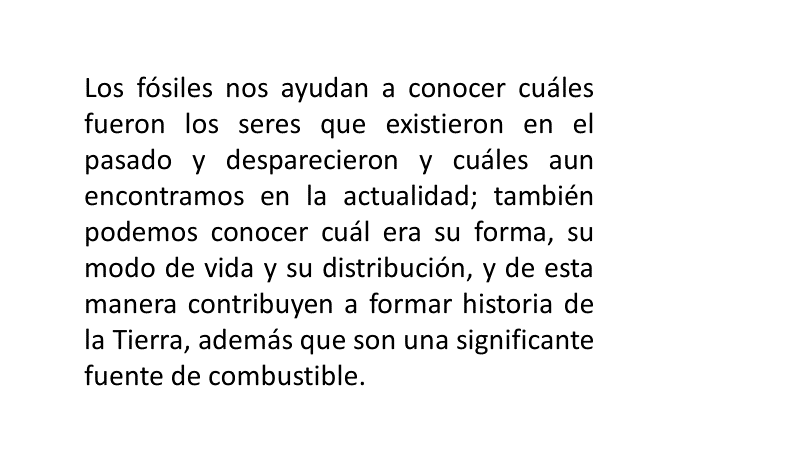 Los fósiles nos ayudan a conocer cuáles
fueron los seres que existieron en el
pasado y desparecieron y cuáles aun
encontramos en la actualidad; también
podemos conocer cuál era su forma, su
modo de vida y su distribución, y de esta
manera contribuyen a formar historia de
la Tierra, además que son una significante
fuente de combustible.